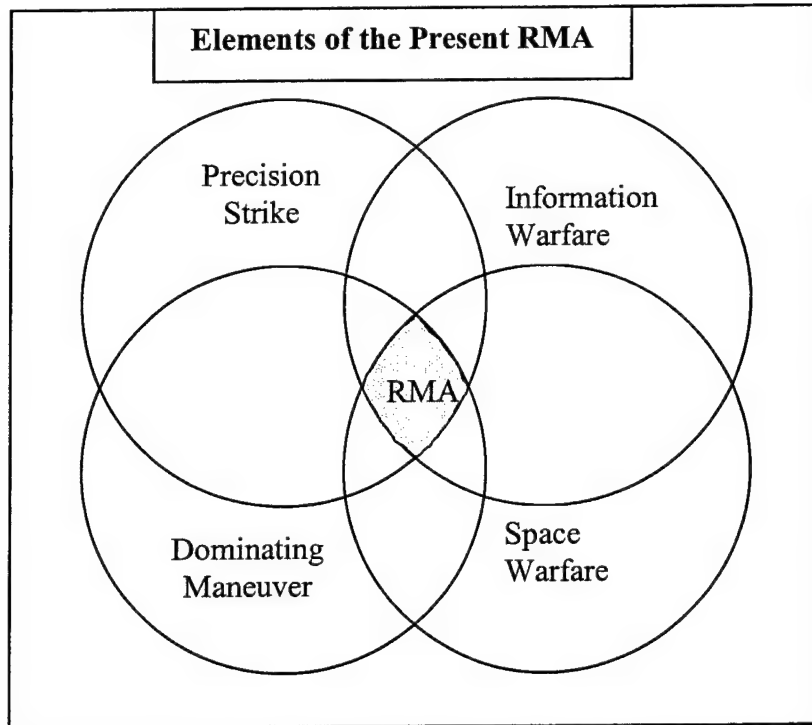 Elements of the Present RMA
Precision
Strike
Information
Warfare
RMA
Dominating
Maneuver
Space
Warfare